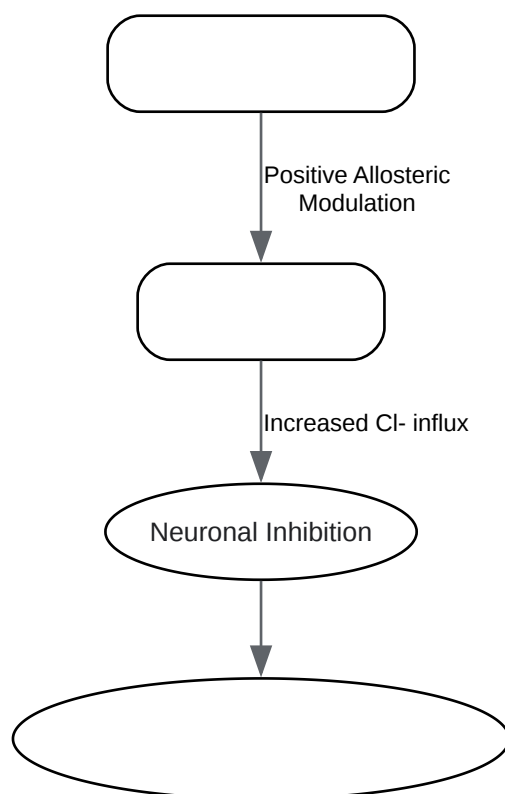 Positive Allosteric
Modulation
Increased Cl- influx
Neuronal Inhibition